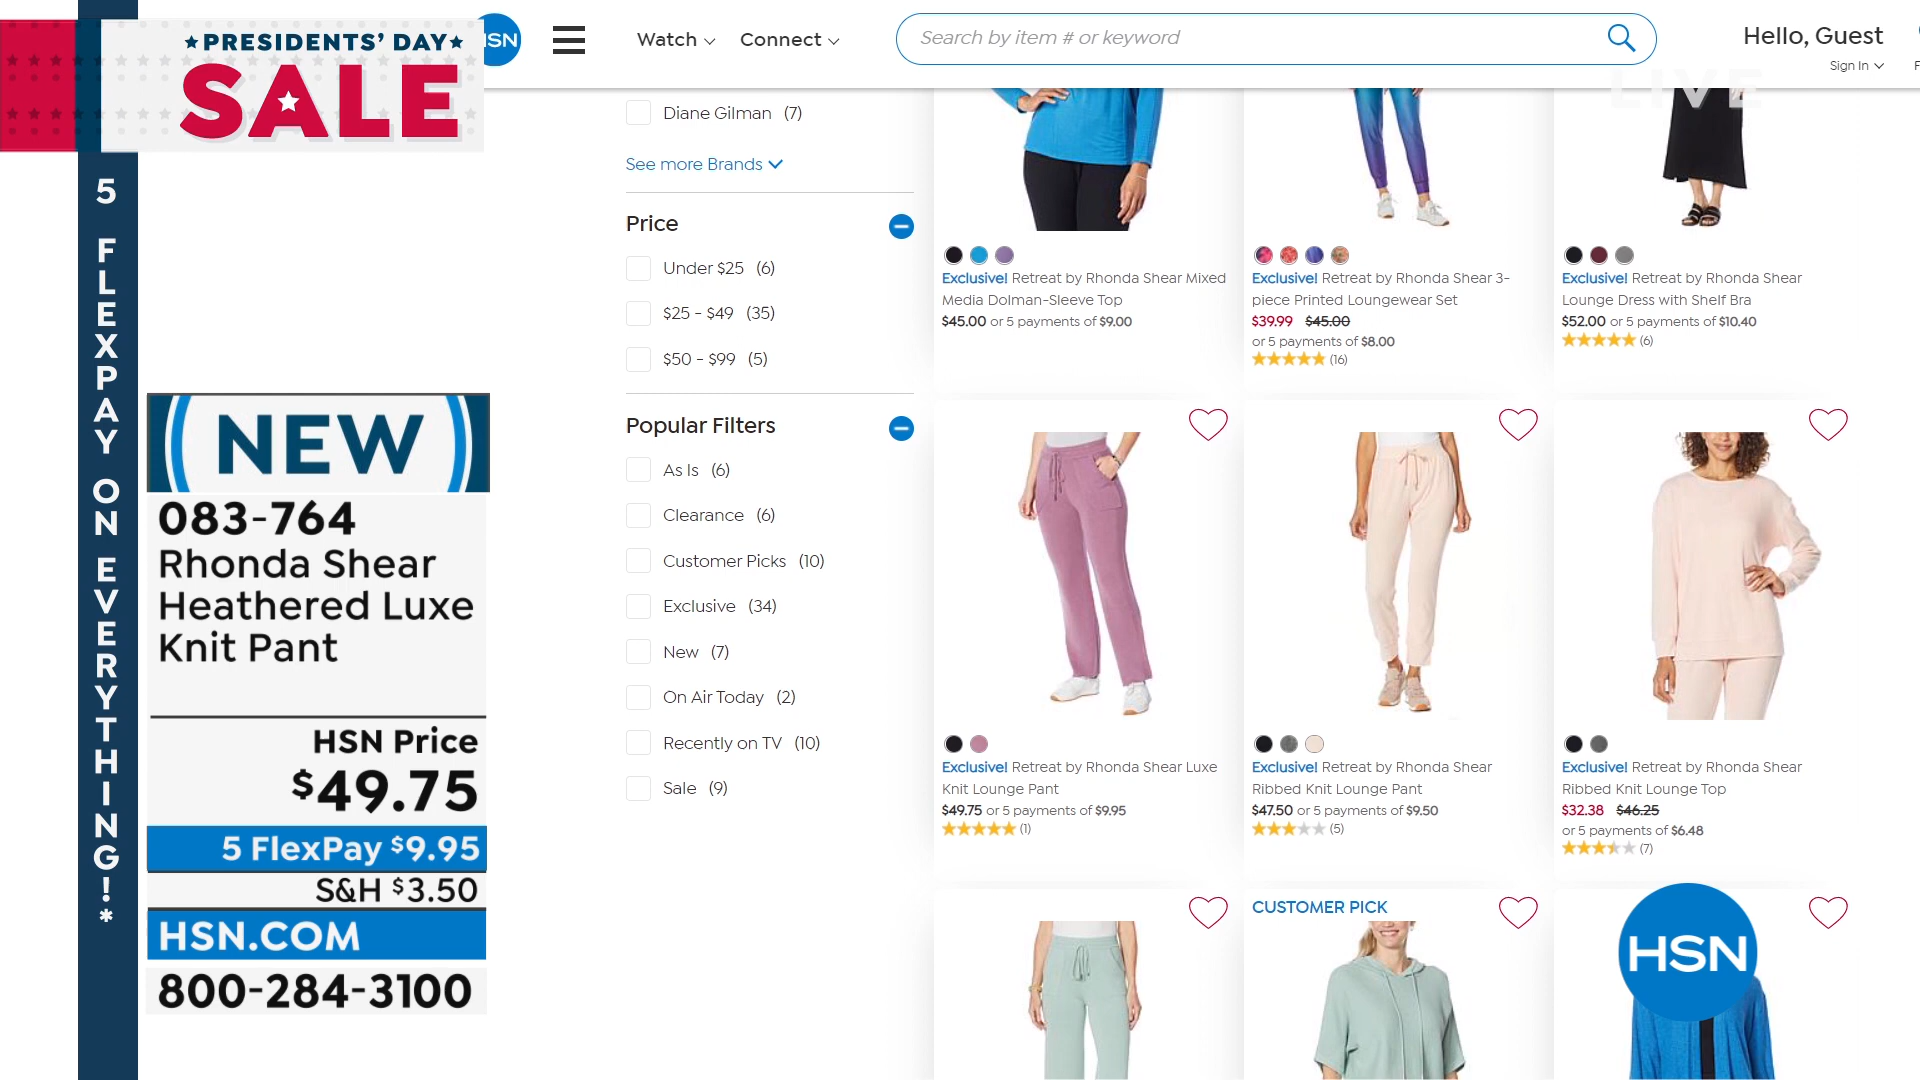 PRESIDENTS' DAY
SALE
5 FLEXPAY ON EVERYTHING!*
NEW
083-764
Rhonda Shear
Heathered Luxe
Knit Pant
HSN Price
$49.75
5 FlexPay $9.95
S&H $3.50
HSN.COM
800-284-3100
HSN
Watch
Connect
Search by item # or keyword
Hello, Guest
Sign In
LIVE
Diane Gilman (7)
See more Brands
Price
Under $25 (6)
$25 - $49 (35)
$50 - $99 (5)
Popular Filters
As Is (6)
Clearance (6)
Customer Picks (10)
Exclusive (34)
New (7)
On Air Today (2)
Recently on TV (10)
Sale (9)
Exclusive! Retreat by Rhonda Shear Mixed
Media Dolman-Sleeve Top
$45.00 or 5 payments of $9.00
Exclusive! Retreat by Rhonda Shear 3-
piece Printed Loungewear Set
$39.99 $45.00
or 5 payments of $8.00
(16)
Exclusive! Retreat by Rhonda Shear
Lounge Dress with Shelf Bra
$52.00 or 5 payments of $10.40
(6)
Exclusive! Retreat by Rhonda Shear Luxe
Knit Lounge Pant
$49.75 or 5 payments of $9.95
(1)
Exclusive! Retreat by Rhonda Shear
Ribbed Knit Lounge Pant
$47.50 or 5 payments of $9.50
(5)
Exclusive! Retreat by Rhonda Shear
Ribbed Knit Lounge Top
$32.38 $46.25
or 5 payments of $6.48
(7)
CUSTOMER PICK
HSN